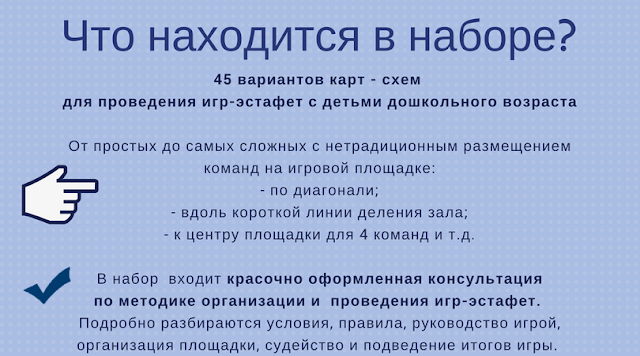 Что находится в наборе?
45 вариантов карт - схем
для проведения игр-эстафет с детьми дошкольного возраста
От простых до самых сложных с нетрадиционным размещением
команд на игровой площадке:
- по диагонали;
- вдоль короткой линии деления зала;
- к центру площадки для 4 команд и т.д.
В набор входит красочно оформленная консультация
по методике организации и проведения игр-эстафет.
Подробно разбираются условия, правила, руководство игрой,
организация площадки, судейство и подведение итогов игры.